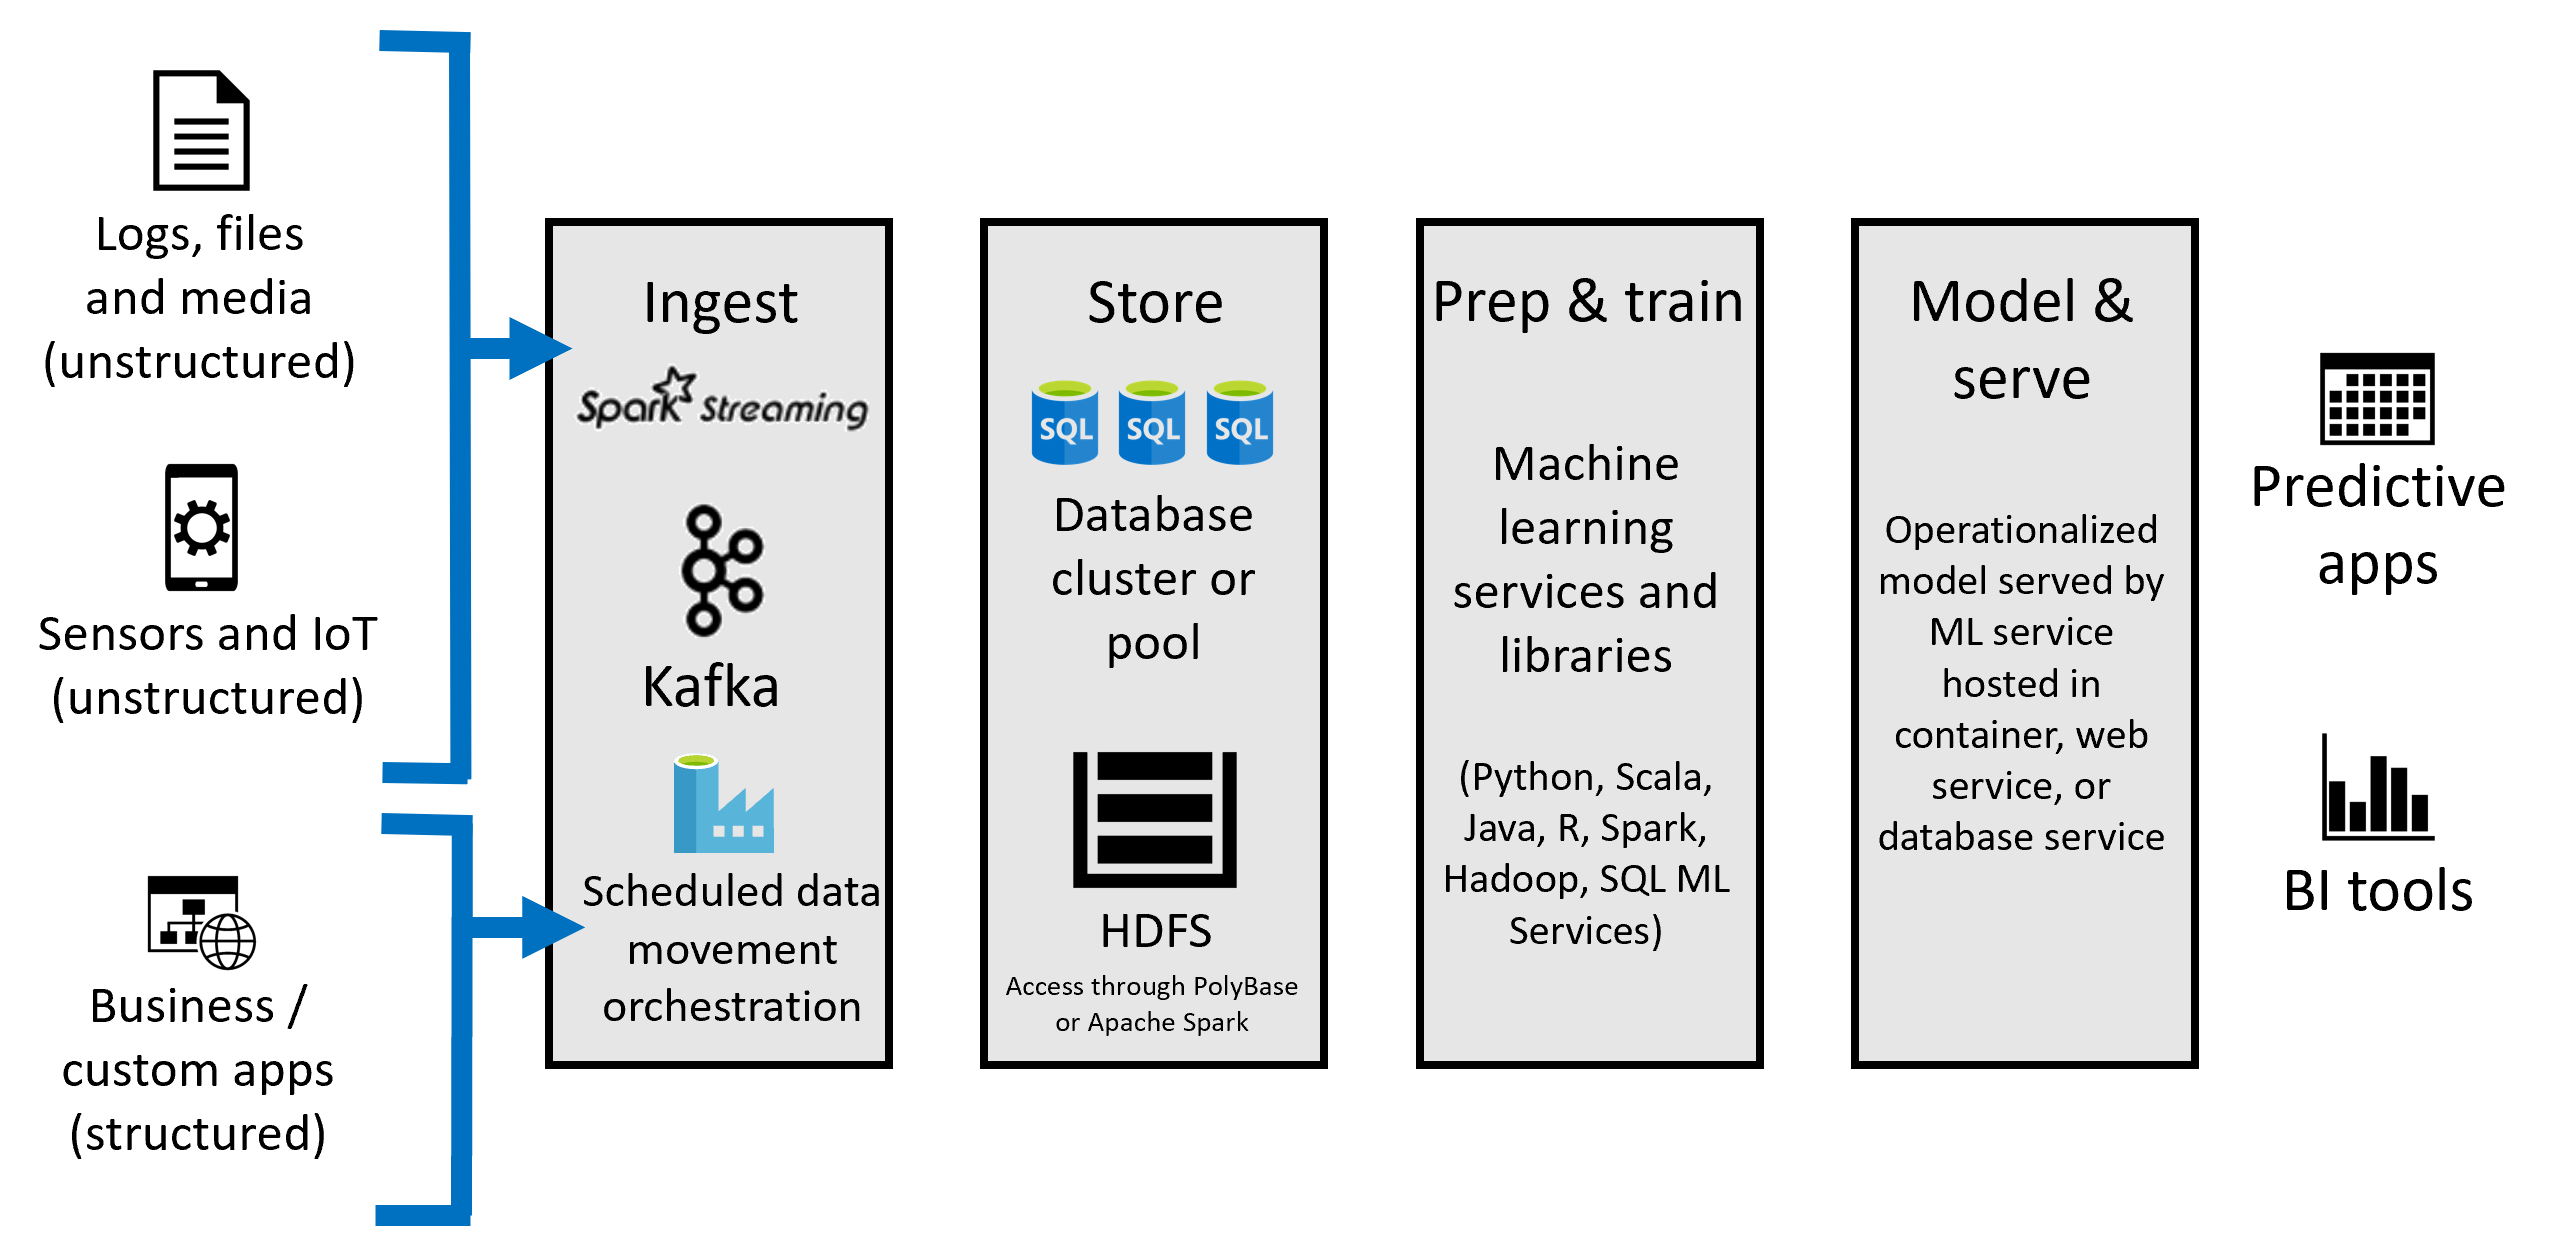 Logs, files
and media
(unstructured)
Sensors and IoT
(unstructured)
Business /
custom apps
(structured)
Ingest
Spark Streaming
Kafka
Scheduled data
movement
orchestration
Store
SQL SQL SQL
Database
cluster or
pool
HDFS
Access through PolyBase
or Apache Spark
Prep & train
Machine
learning
services and
libraries
(Python, Scala,
Java, R, Spark,
Hadoop, SQL ML
Services)
Model &
serve
Operationalized
model served by
ML service
hosted in
container, web
service, or
database service
Predictive
apps
BI tools